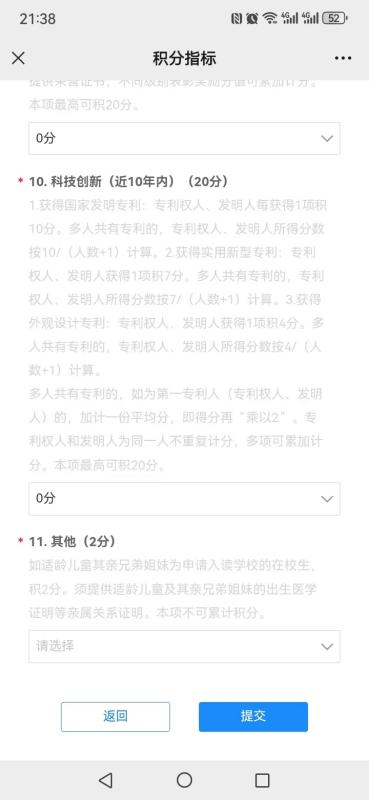 21:38
4G 4G 52
积分指标
提供荣誉证书，不同级别表彰奖励分值可累加计分。
本项最高可积20分。
0分
* 10. 科技创新（近10年内）（20分）
1.获得国家发明专利：专利权人、发明人每获得1项积
10分。多人共有专利的，专利权人、发明人所得分数
按10/（人数+1）计算。2.获得实用新型专利：专利
权人、发明人获得1项积7分。多人共有专利的，专利
权人、发明人所得分数按7/（人数+1）计算。3.获得
外观设计专利：专利权人、发明人获得1项积4分。多
人共有专利的，专利权人、发明人所得分数按4/（人
数+1）计算。
多人共有专利的，如为第一专利人（专利权人、发明
人）的，加计一份平均分，即得分再“乘以2”。专
利权人和发明人为同一人不重复计分，多项可累加计
分。本项最高可积20分。
0分
* 11. 其他（2分）
如适龄儿童其亲兄弟姐妹为申请入读学校的在校生，
积2分。须提供适龄儿童及其亲兄弟姐妹的出生医学
证明等亲属关系证明。本项不可累计积分。
请选择
返回
提交